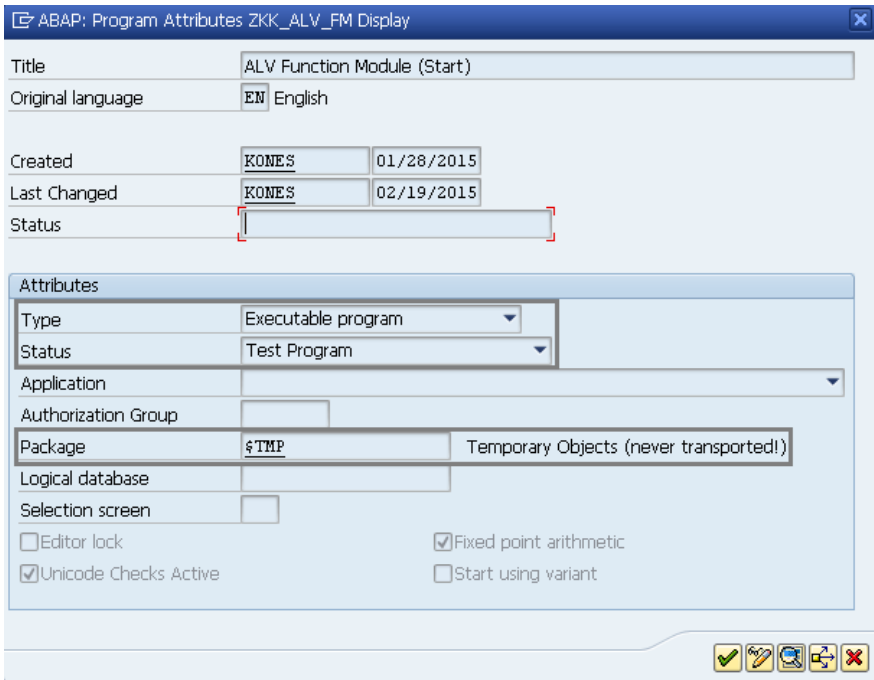 ABAP: Program Attributes ZKK_ALV_FM Display
Title ALV Function Module (Start)
Original language EN English
Created KONES 01/28/2015
Last Changed KONES 02/19/2015
Status
Attributes
Type Executable program
Status Test Program
Application
Authorization Group
Package $TMP Temporary Objects (never transported!)
Logical database
Selection screen
Editor lock Fixed point arithmetic
Unicode Checks Active Start using variant